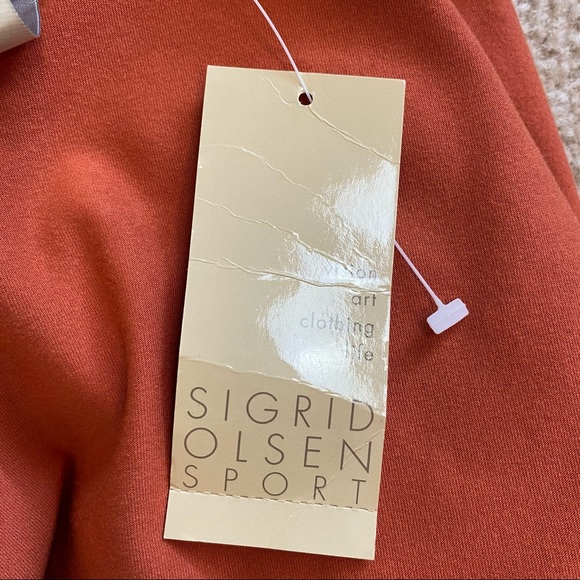 vision
art
clothing
life
SIGRID
OLSEN
SPORT